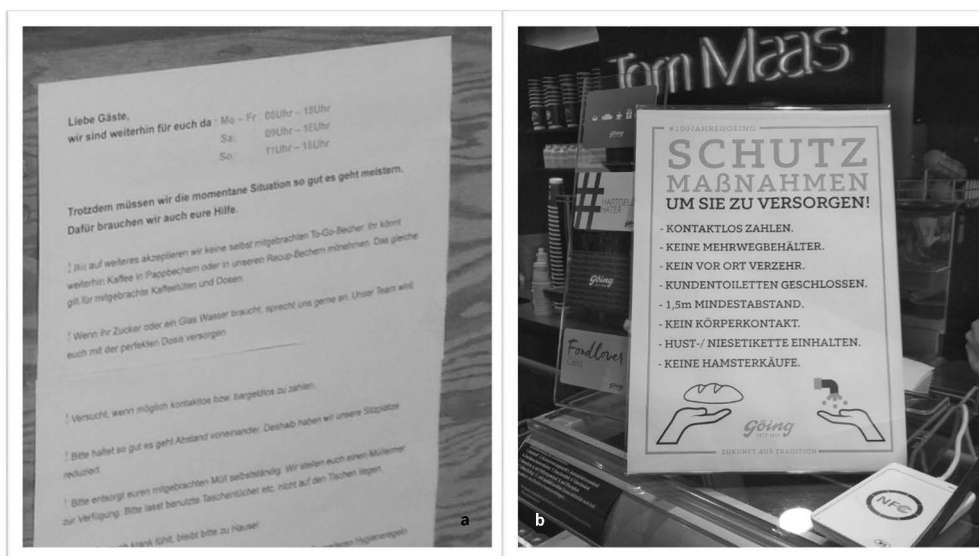 Liebe Gäste,
wir sind weiterhin für euch da : Mo – Fr : 08Uhr – 18Uhr
Sa: 09Uhr – 18Uhr
So: 11Uhr – 18Uhr
Trotzdem müssen wir die momentane Situation so gut es geht meistern.
Dafür brauchen wir auch eure Hilfe.
! Bis auf weiteres akzeptieren wir keine selbst mitgebrachten To-Go-Becher. Ihr könnt
weiterhin Kaffee in Pappbechern oder in unseren Recup-Bechern mitnehmen. Das gleiche
gilt für mitgebrachte Kaffeetüten und Dosen.
! Wenn ihr Zucker oder ein Glas Wasser braucht, sprecht uns gerne an. Unser Team wird
euch mit der perfekten Dosis versorgen
! Versucht, wenn möglich kontaktlos bzw. bargeldlos zu zahlen.
! Bitte haltet so gut es geht Abstand voneinander. Deshalb haben wir unsere Sitzplätze
reduziert.
! Bitte entsorgt euren mitgebrachten Müll selbstständig. Wir stellen euch einen Mülleimer
zur Verfügung. Bitte lasst benutzte Taschentücher etc. nicht auf den Tischen liegen.
krank fühlt, bleibt bitte zu Hause!
Hygieneregeln
a
Tom Maas
#100JAHREGOEING
SCHUTZ
MAßNAHMEN
UM SIE ZU VERSORGEN!
- KONTAKTLOS ZAHLEN.
- KEINE MEHRWEGBEHÄLTER.
- KEIN VOR ORT VERZEHR.
- KUNDENTOILETTEN GESCHLOSSEN.
- 1,5m MINDESTABSTAND.
- KEIN KÖRPERKONTAKT.
- HUST-/ NIESETIKETTE EINHALTEN.
- KEINE HAMSTERKÄUFE.
göing
ZUKUNFT AUS TRADITION
göing
#
HARTGELD
HATER
göing
Foodlover
Card
NFC
b